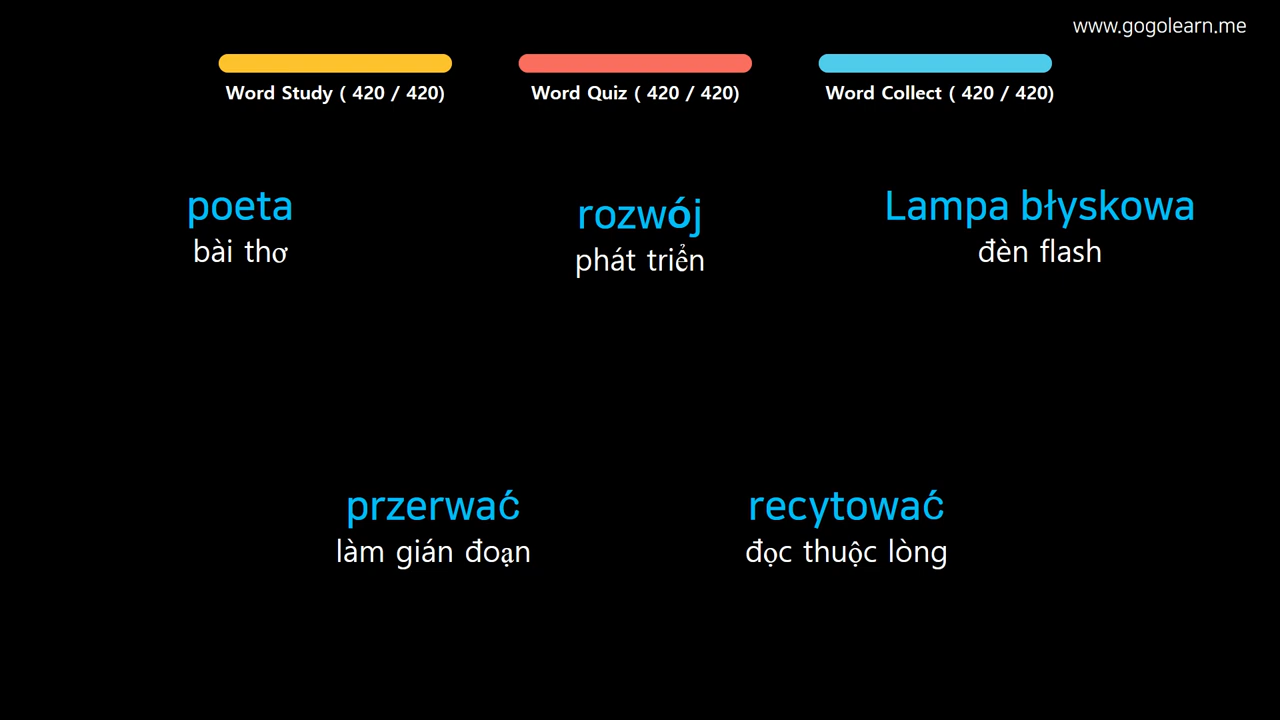 www.gogolearn.me
Word Study ( 420 / 420)
Word Quiz ( 420 / 420)
Word Collect ( 420 / 420)
poeta
bài thơ
rozwój
phát triển
Lampa błyskowa
đèn flash
przerwać
làm gián đoạn
recytować
đọc thuộc lòng